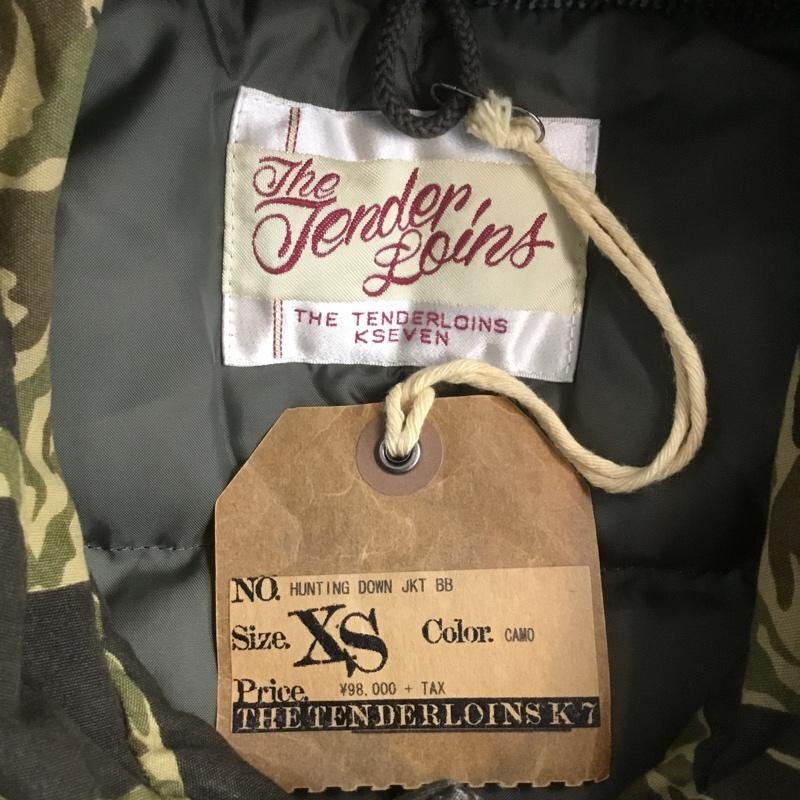 The
Tender
Loins
THE TENDERLOINS
KSEVEN
NO. HUNTING DOWN JKT BB
Size. XS Color. CAMO
Price. ¥98,000 + TAX
THE TENDERLOINS K 7